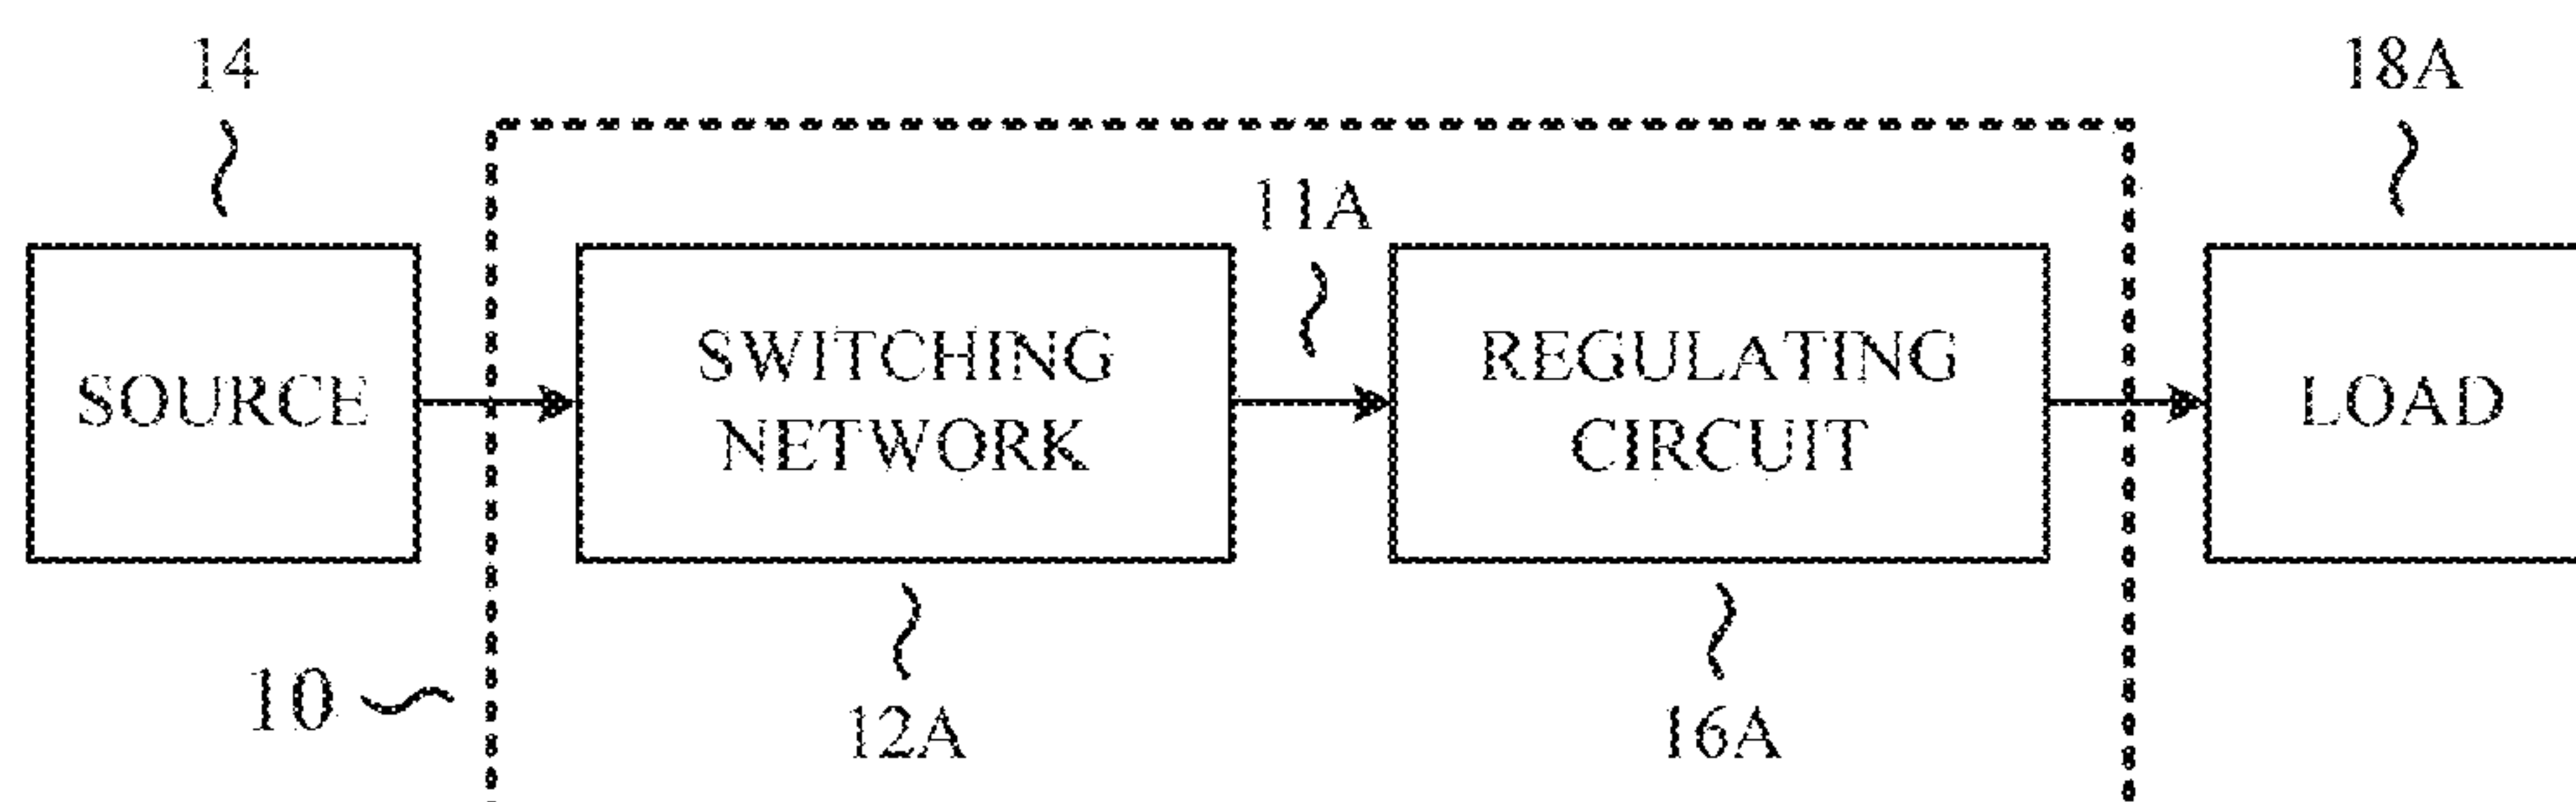 14
18A
11A
SOURCE
SWITCHING
NETWORK
REGULATING
CIRCUIT
LOAD
10
12A
16A